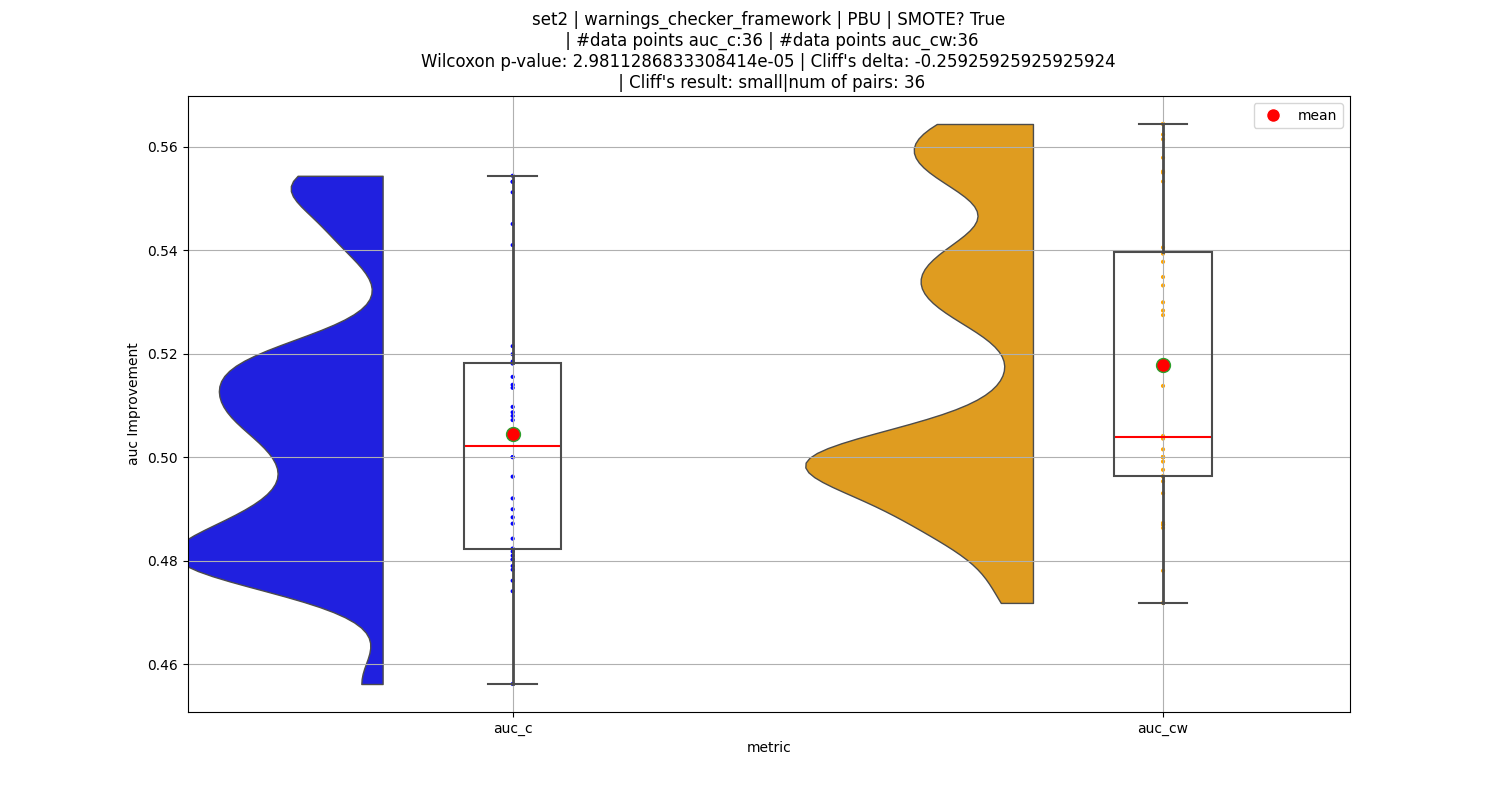 set2 | warnings_checker_framework | PBU | SMOTE? True
| #data points auc_c:36 | #data points auc_cw:36
Wilcoxon p-value: 2.9811286833308414e-05 | Cliff's delta: -0.25925925925925924
| Cliff's result: small|num of pairs: 36
mean
0.56
0.54
0.52
0.50
0.48
0.46
auc Improvement
auc_c
auc_cw
metric